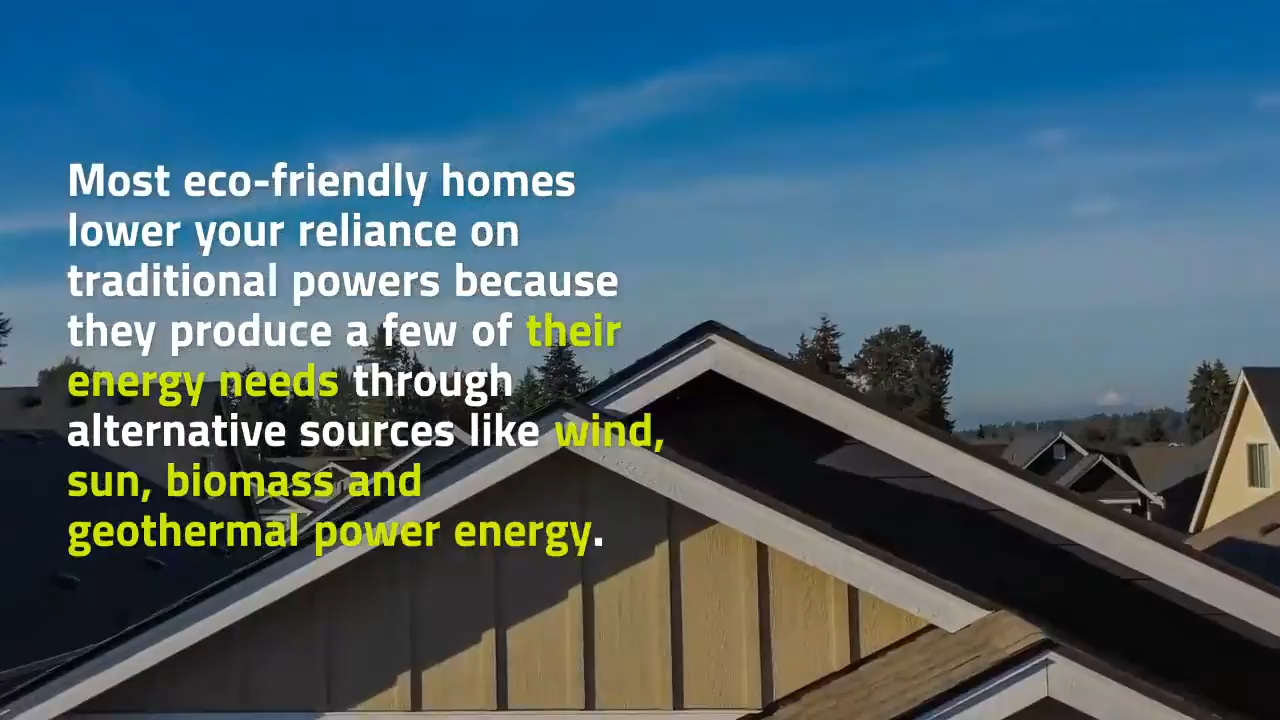 Most eco-friendly homes
lower your reliance on
traditional powers because
they produce a few of their
energy needs through
alternative sources like wind,
sun, biomass and
geothermal power energy.